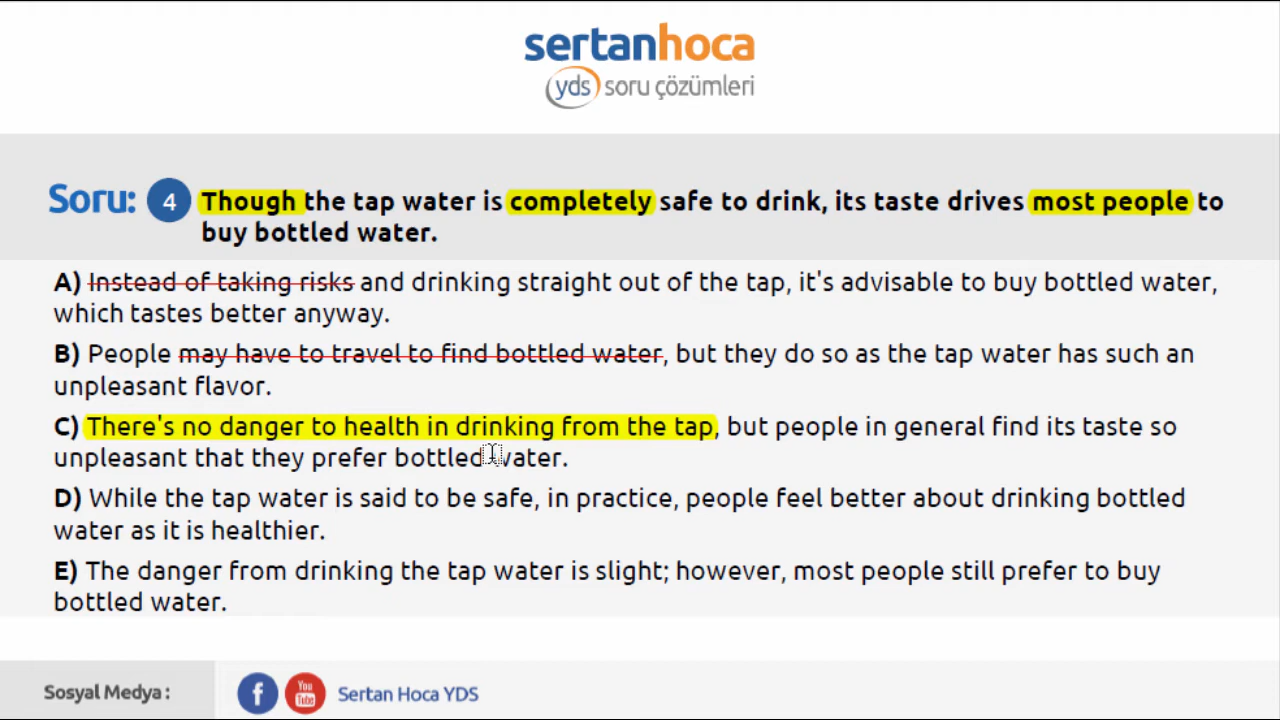 sertanhoca
yds soru çözümleri
Soru: 4 Though the tap water is completely safe to drink, its taste drives most people to
buy bottled water.
A) Instead of taking risks and drinking straight out of the tap, it's advisable to buy bottled water,
which tastes better anyway.
B) People may have to travel to find bottled water, but they do so as the tap water has such an
unpleasant flavor.
C) There's no danger to health in drinking from the tap, but people in general find its taste so
unpleasant that they prefer bottled water.
D) While the tap water is said to be safe, in practice, people feel better about drinking bottled
water as it is healthier.
E) The danger from drinking the tap water is slight; however, most people still prefer to buy
bottled water.
Sosyal Medya : f You Tube Sertan Hoca YDS